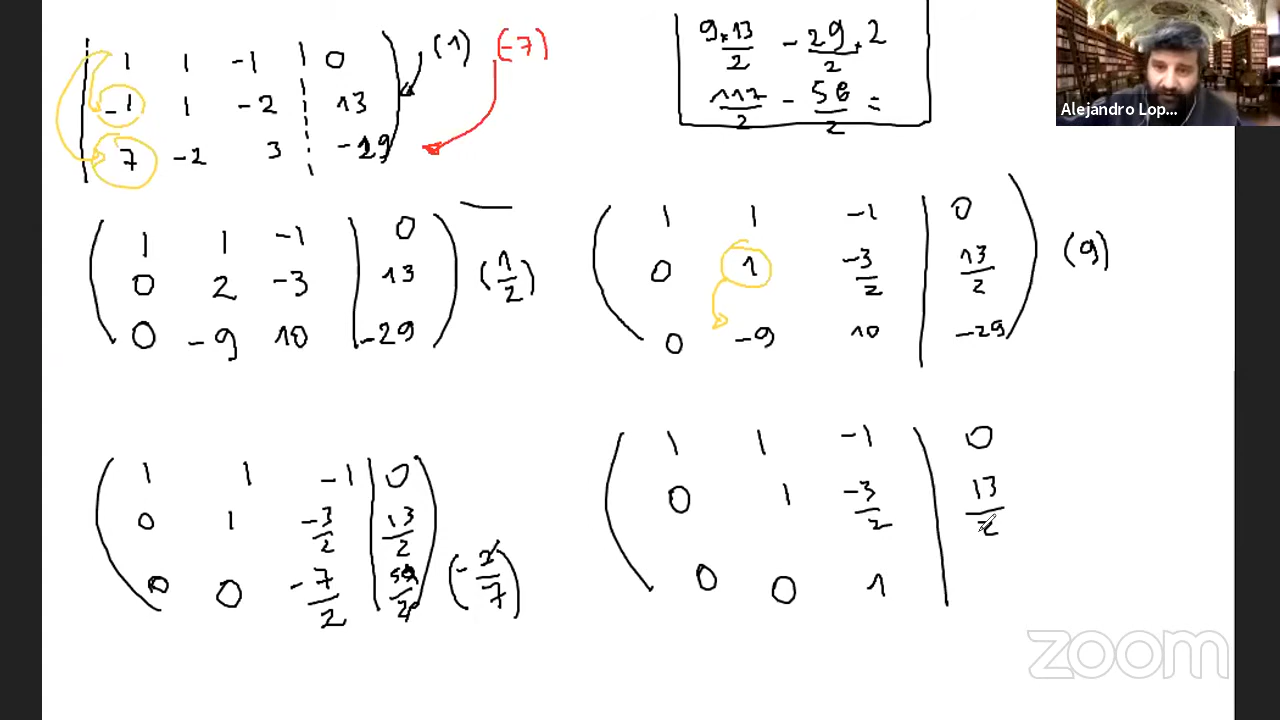 1 1 -1 0 (1) (-7)
-1 1 -2 13
7 -2 3 -29
9*13/2 - 29.2/2
117/2 - 58/2 =
Alejandro Lop...
1 1 -1 0
0 2 -3 13 (1/2)
0 -9 10 -29
1 1 -1 0
0 1 -3/2 13/2 (9)
0 -9 10 -29
1 1 -1 0
0 1 -3/2 13/2
0 0 -7/2 59/2 (-2/7)
1 1 -1 0
0 1 -3/2 13/2
0 0 1
zoom